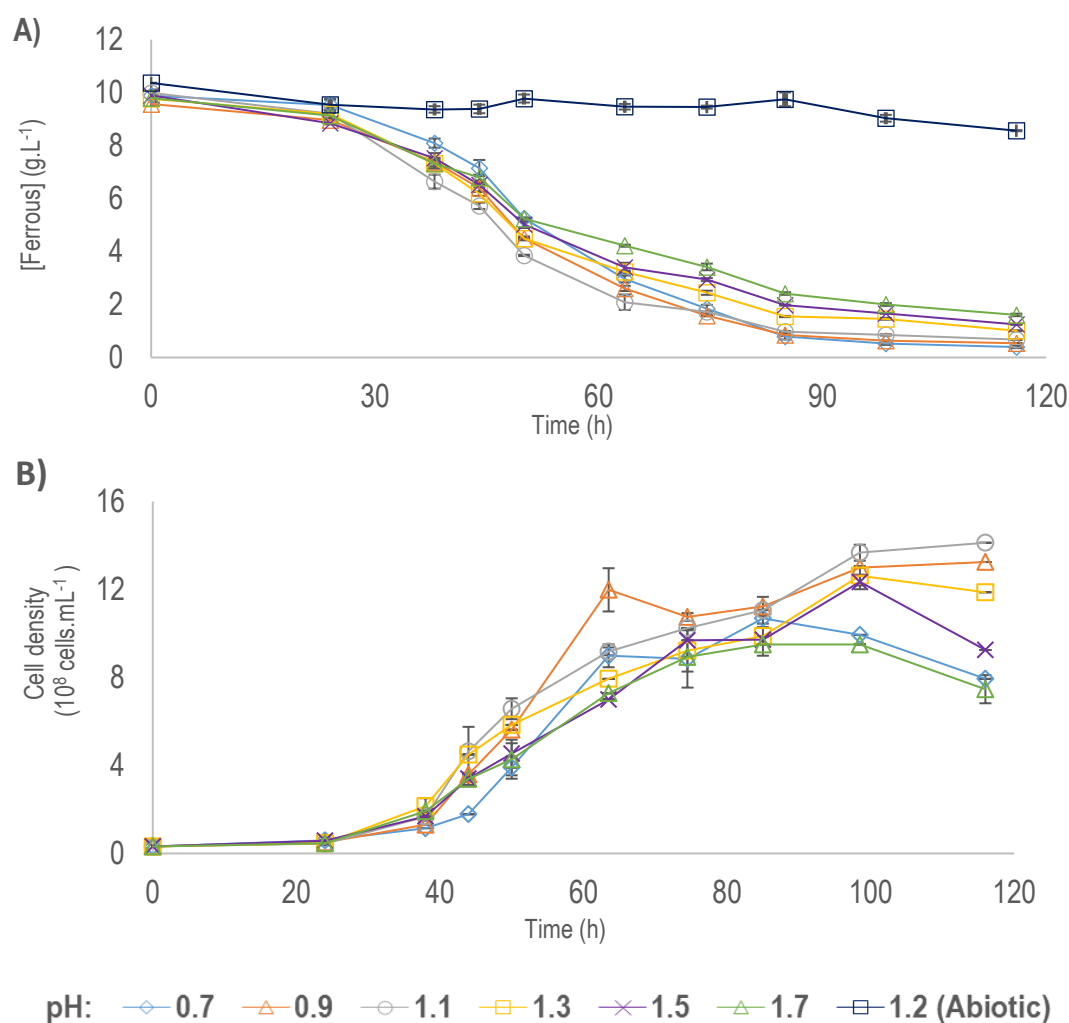 A)
12
10
8
6
4
2
0
[Ferrous] (g.L⁻¹)
0 30 60 90 120
Time (h)
B)
16
12
8
4
0
Cell density
(10⁸ cells.mL⁻¹)
0 20 40 60 80 100 120
Time (h)
pH: 0.7 0.9 1.1 1.3 1.5 1.7 1.2 (Abiotic)